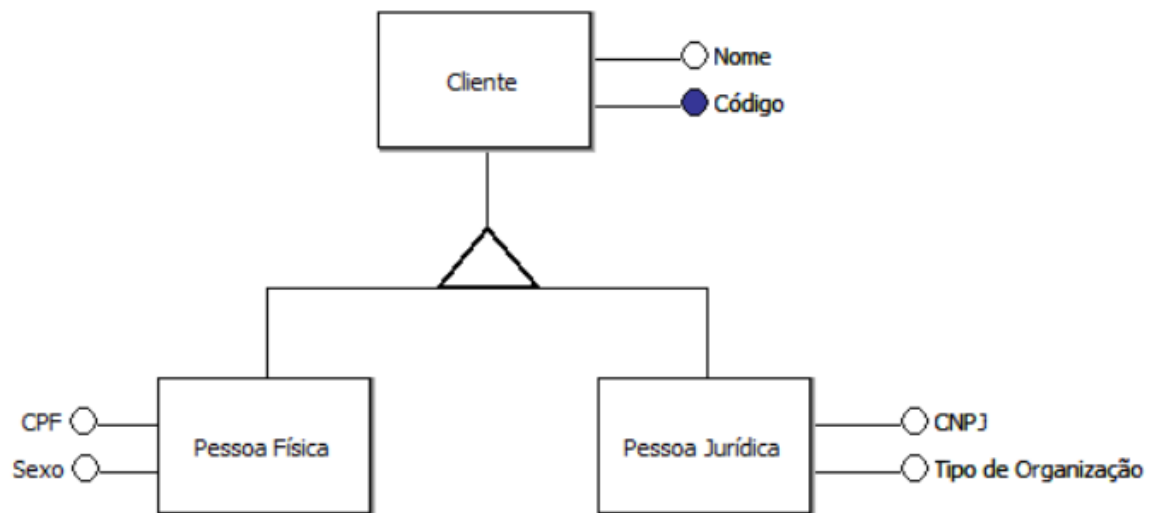 Cliente
Nome
Código
CPF
Sexo
Pessoa Física
Pessoa Jurídica
CNPJ
Tipo de Organização